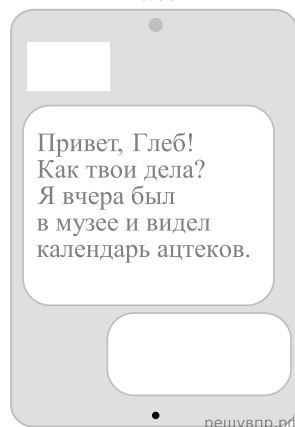 Привет, Глеб!
Как твои дела?
Я вчера был
в музее и видел
календарь ацтеков.
решувпр.рф